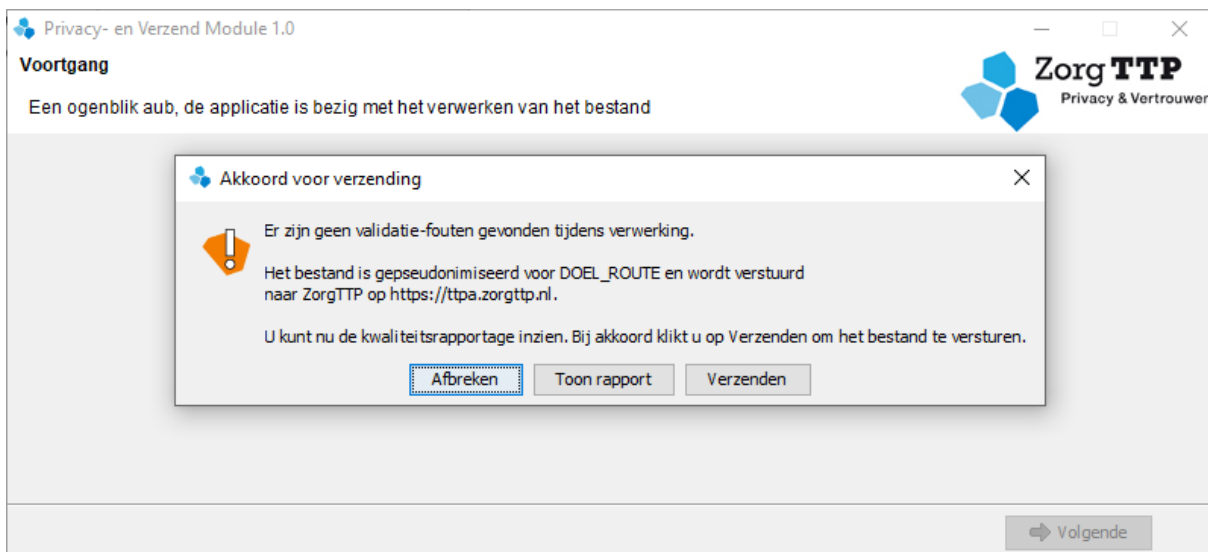 Privacy- en Verzend Module 1.0
Voortgang
Een ogenblik aub, de applicatie is bezig met het verwerken van het bestand
Zorg TTP
Privacy & Vertrouwen
Akkoord voor verzending
Er zijn geen validatie-fouten gevonden tijdens verwerking.
Het bestand is gepseudonimiseerd voor DOEL_ROUTE en wordt verstuurd
naar ZorgTTP op https://ttpa.zorgttp.nl.
U kunt nu de kwaliteitsrapportage inzien. Bij akkoord klikt u op Verzenden om het bestand te versturen.
Afbreken
Toon rapport
Verzenden
Volgende